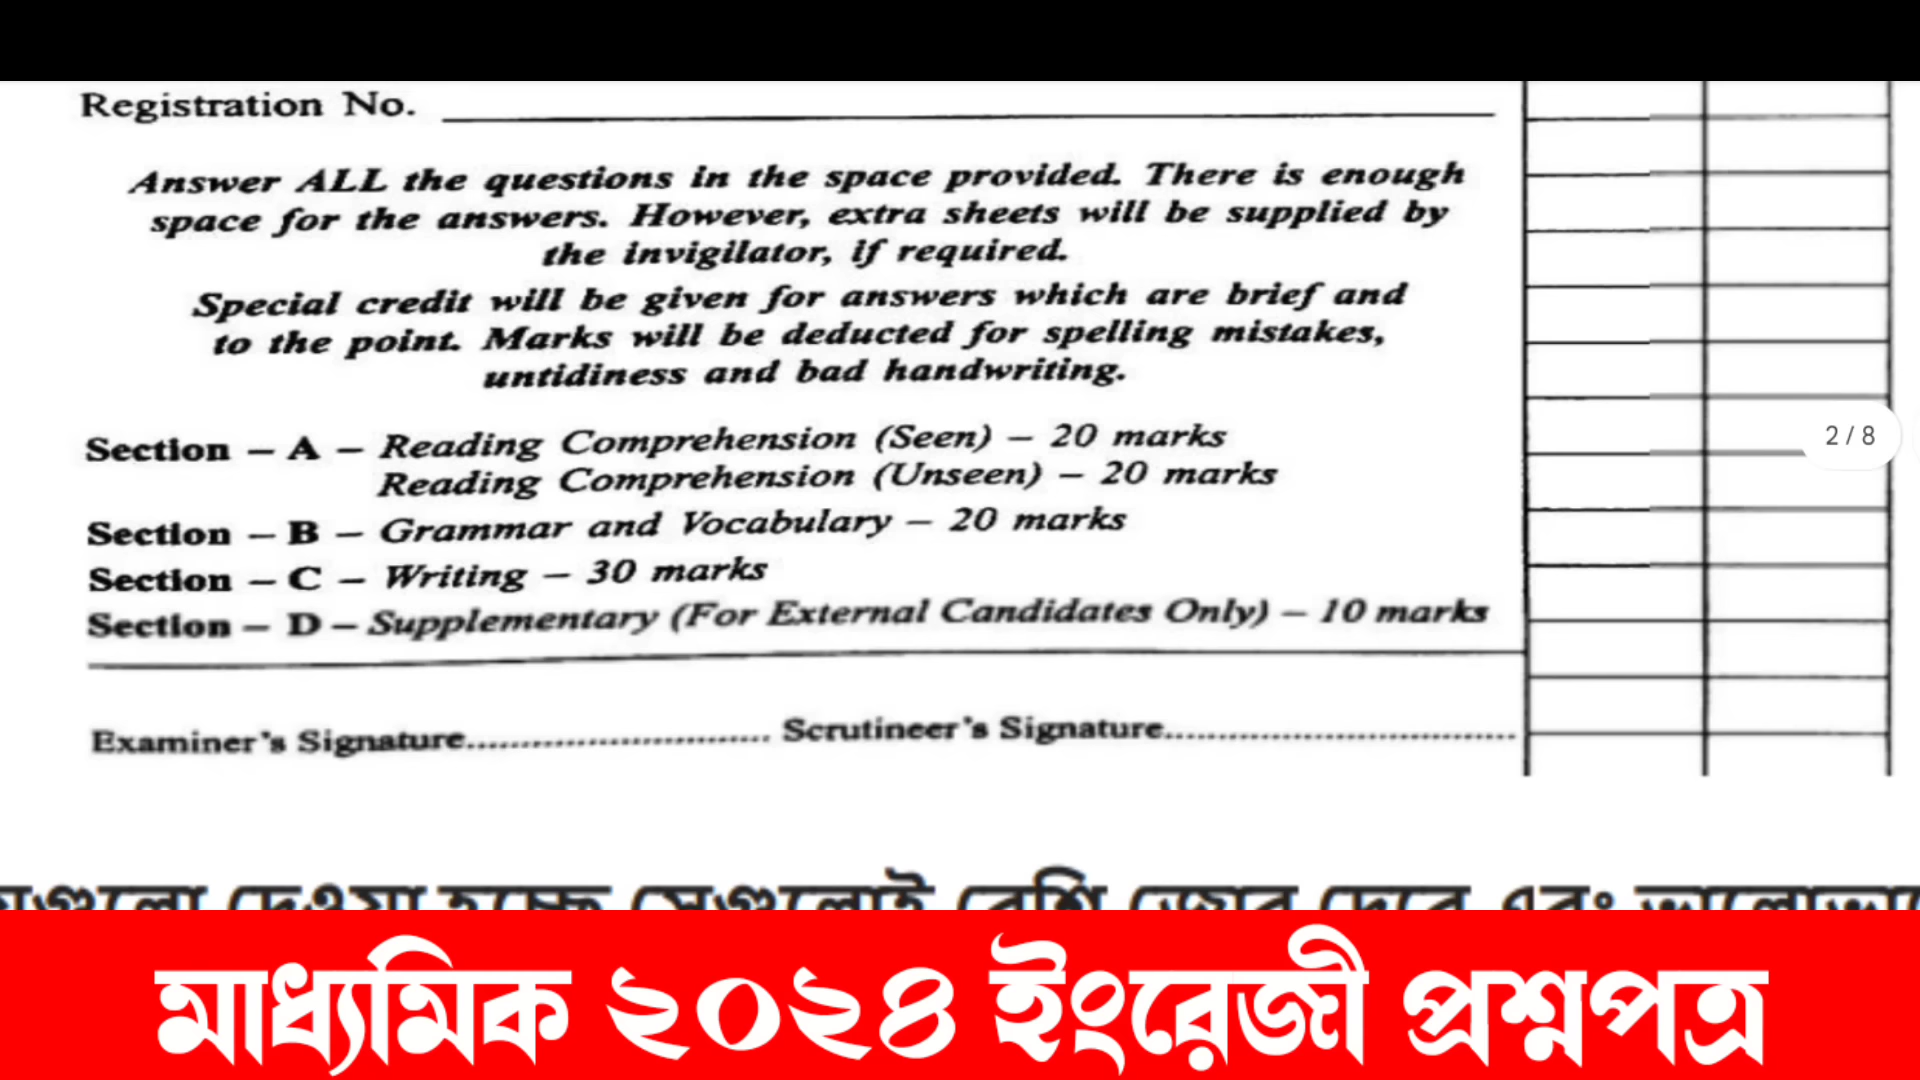 Registration No.
Answer ALL the questions in the space provided. There is enough
space for the answers. However, extra sheets will be supplied by
the invigilator, if required.
Special credit will be given for answers which are brief and
to the point. Marks will be deducted for spelling mistakes,
untidiness and bad handwriting.
Section – A – Reading Comprehension (Seen) – 20 marks
Reading Comprehension (Unseen) – 20 marks
2 / 8
Section – B – Grammar and Vocabulary – 20 marks
Section – C – Writing – 30 marks
Section – D – Supplementary (For External Candidates Only) – 10 marks
Examiner's Signature............................. Scrutineer's Signature..................................
দেওয়া হচ্ছে সেগুলোই বেশি জোর দেবে এবং
মাধ্যমিক ২০২৪ ইংরেজী প্রশ্নপত্র